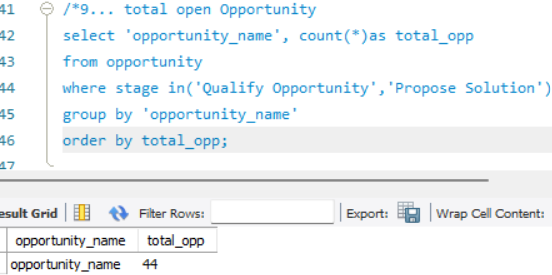 41 /*9... total open Opportunity
42 select 'opportunity_name', count(*)as total_opp
43 from opportunity
44 where stage in('Qualify Opportunity','Propose Solution')
45 group by 'opportunity_name'
46 order by total_opp;
47
esult Grid Filter Rows: Export: Wrap Cell Content:
opportunity_name total_opp
opportunity_name 44